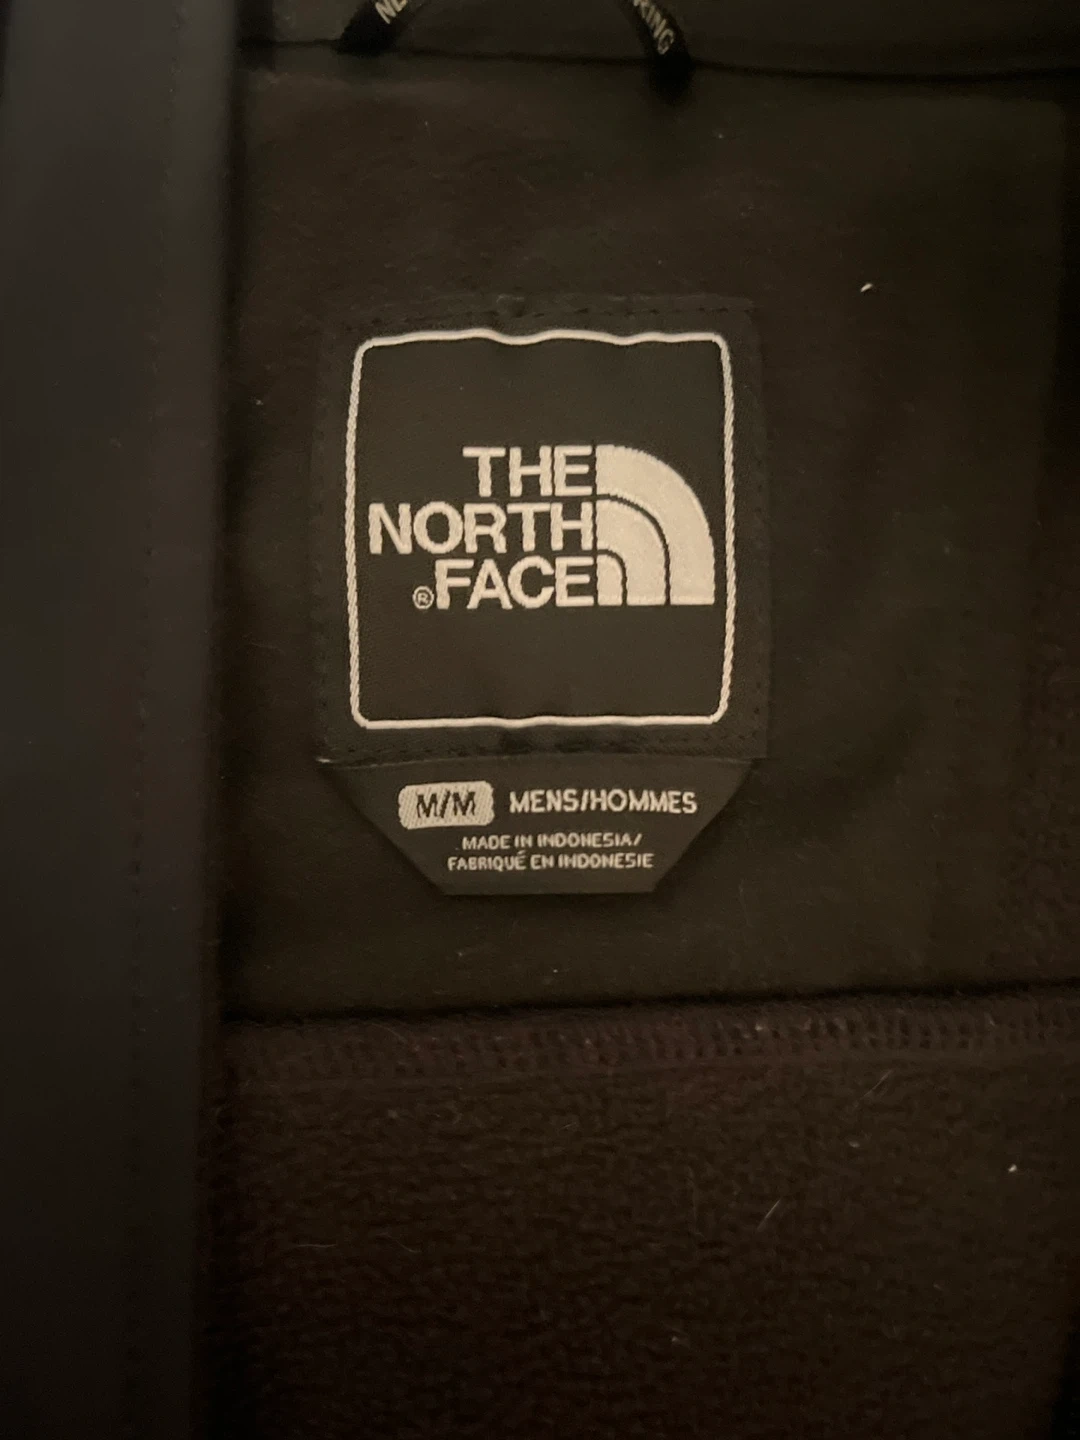 THE
NORTH
®FACE
M/M MENS/HOMMES
MADE IN INDONESIA/
FABRIQUÉ EN INDONESIE